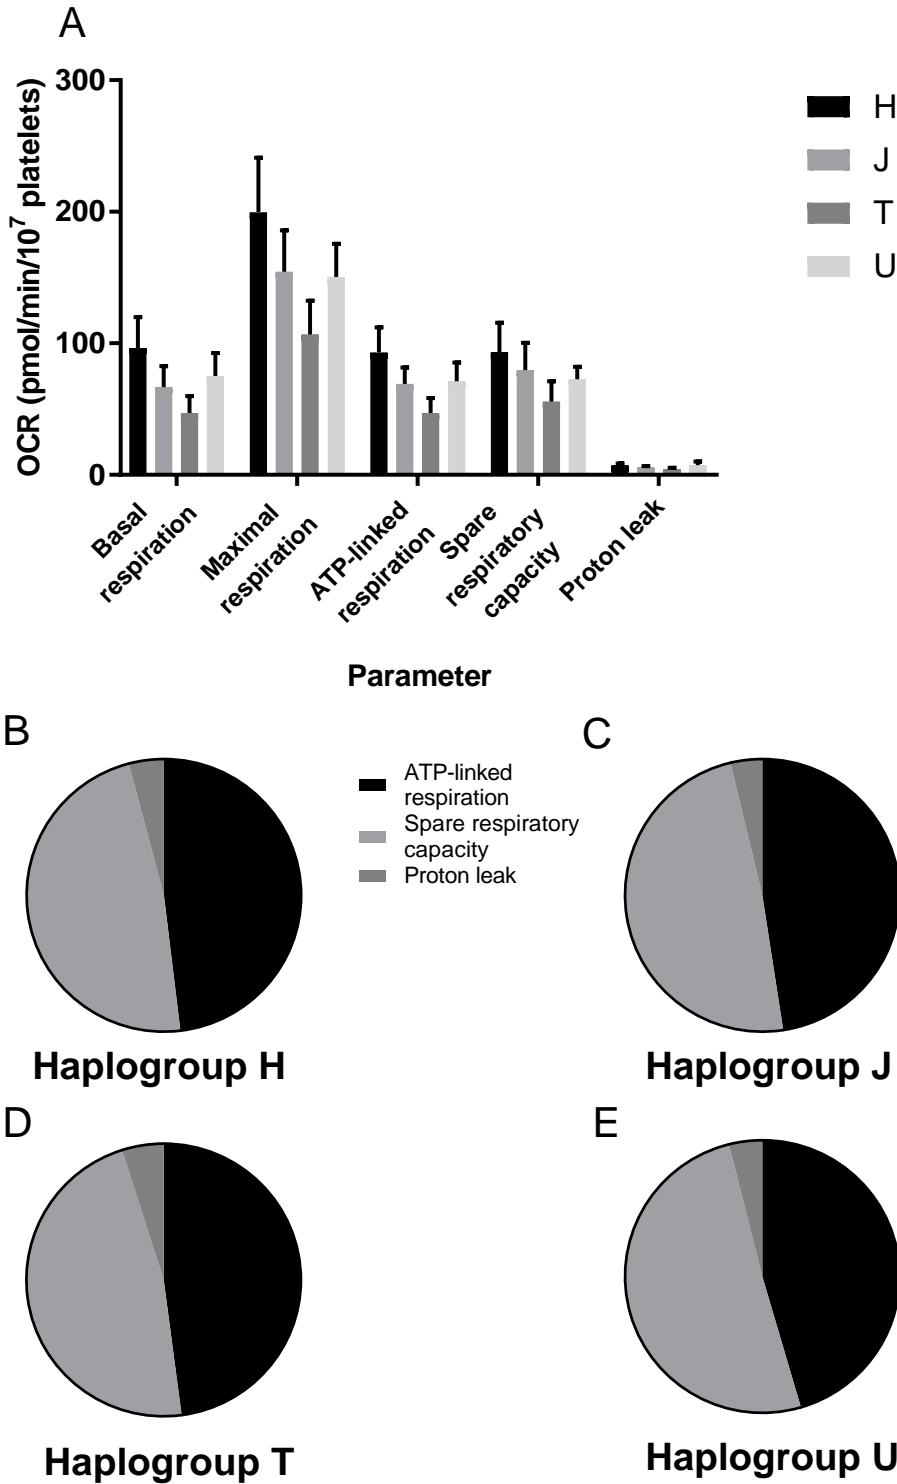 A
300
200
100
0
OCR (pmol/min/10⁷ platelets)
H
J
T
U
Basal
respiration
Maximal
respiration
ATP-linked
respiration
Spare
respiratory
capacity
Proton leak
Parameter
B
ATP-linked
respiration
Spare respiratory
capacity
Proton leak
C
Haplogroup H
Haplogroup J
D
E
Haplogroup T
Haplogroup U